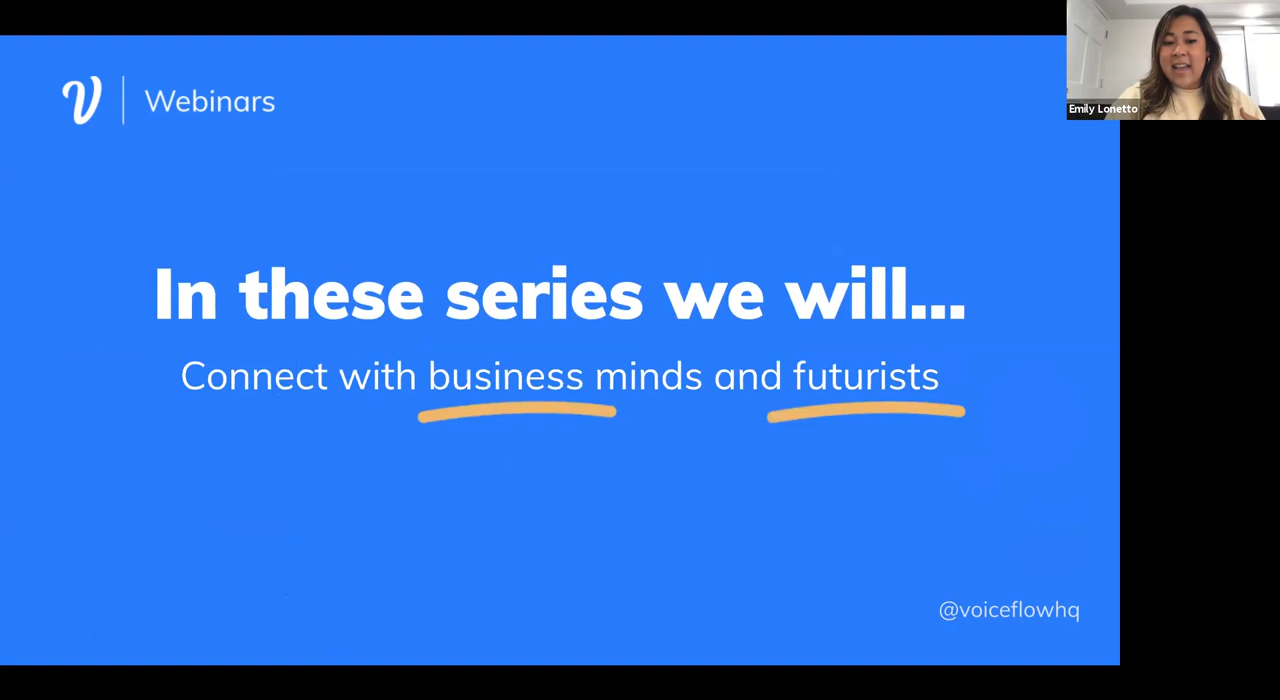 Webinars
Emily Lonetto
In these series we will...
Connect with business minds and futurists
@voiceflowhq